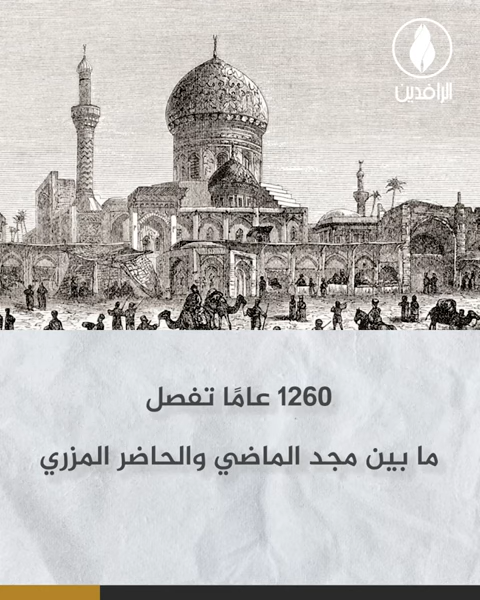 الرافدين
1260 عامًا تفصل
ما بين مجد الماضي والحاضر المزري